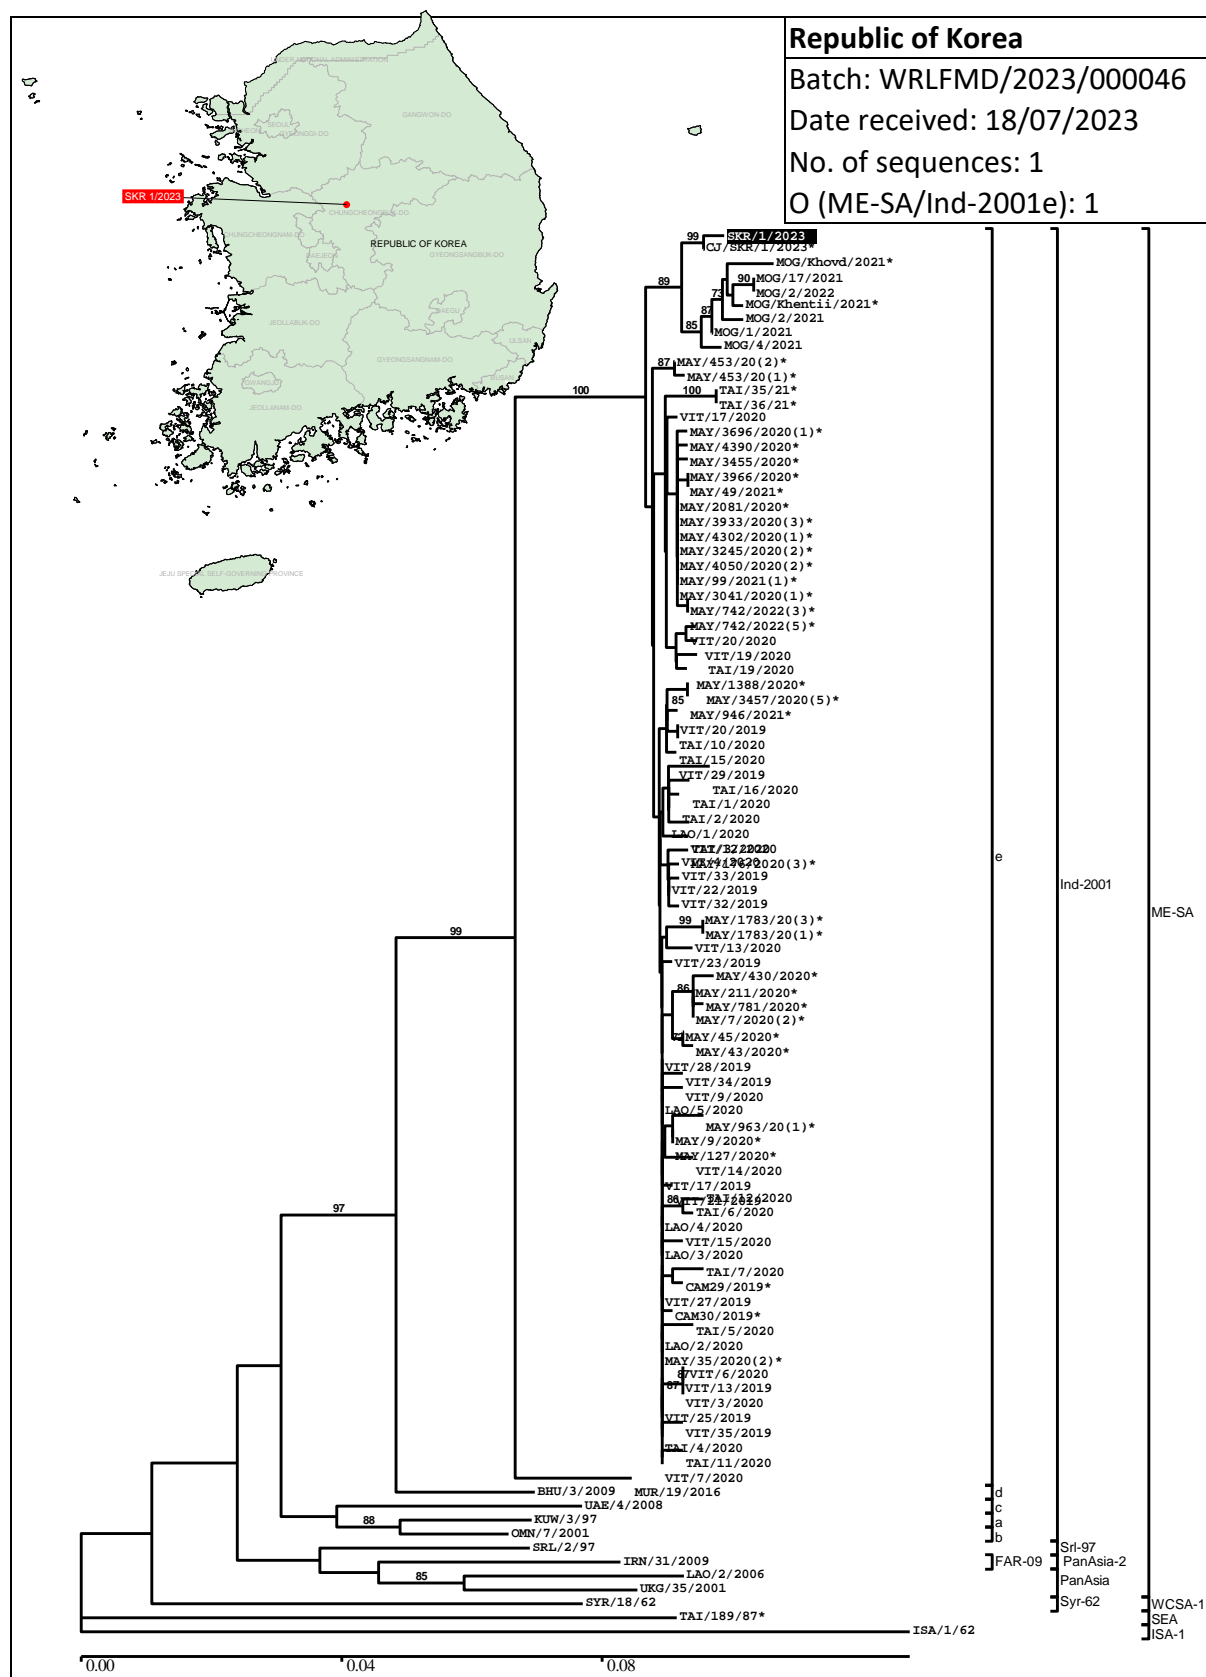 Republic of Korea
Batch: WRLFMD/2023/000046
Date received: 18/07/2023
No. of sequences: 1
O (ME-SA/Ind-2001e): 1
UNDER NATIONAL ADMINISTRATION
GANGWON-DO
SEOUL
GYEONGGI-DO
SKR 1/2023
CHUNGCHEONGBUK-DO
CHUNGCHEONGNAM-DO
REPUBLIC OF KOREA
DAEJEON
GYEONGSANGBUK-DO
JEOLLABUK-DO
DAEGU
ULSAN
GYEONGSANGNAM-DO
BUSAN
GWANGJU
JEOLLANAM-DO
JEJU SPECIAL SELF-GOVERNING PROVINCE
99
SKR/1/2023
CJ/SKR/1/2023*
MOG/Khovd/2021*
89
90
MOG/17/2021
MOG/2/2022
73
MOG/Khentii/2021*
87
MOG/2/2021
85
MOG/1/2021
MOG/4/2021
87
MAY/453/20(2)*
MAY/453/20(1)*
100
100
TAI/35/21*
TAI/36/21*
VIT/17/2020
MAY/3696/2020(1)*
MAY/4390/2020*
MAY/3455/2020*
MAY/3966/2020*
MAY/49/2021*
MAY/2081/2020*
MAY/3933/2020(3)*
MAY/4302/2020(1)*
MAY/3245/2020(2)*
MAY/4050/2020(2)*
MAY/99/2021(1)*
MAY/3041/2020(1)*
MAY/742/2022(3)*
MAY/742/2022(5)*
VIT/20/2020
VIT/19/2020
TAI/19/2020
MAY/1388/2020*
85
MAY/3457/2020(5)*
MAY/946/2021*
VIT/20/2019
TAI/10/2020
TAI/15/2020
VIT/29/2019
TAI/16/2020
TAI/1/2020
TAI/2/2020
LAO/1/2020
e
MAY/176/2020(3)*
VIT/33/2019
VIT/22/2019
Ind-2001
VIT/32/2019
ME-SA
99
MAY/1783/20(3)*
MAY/1783/20(1)*
99
VIT/13/2020
VIT/23/2019
MAY/430/2020*
86
MAY/211/2020*
MAY/781/2020*
MAY/7/2020(2)*
MAY/45/2020*
MAY/43/2020*
VIT/28/2019
VIT/34/2019
VIT/9/2020
LAO/5/2020
MAY/963/20(1)*
MAY/9/2020*
MAY/127/2020*
VIT/14/2020
VIT/17/2019
TAI/12/2020
97
TAI/6/2020
LAO/4/2020
VIT/15/2020
LAO/3/2020
TAI/7/2020
CAM29/2019*
VIT/27/2019
CAM30/2019*
TAI/5/2020
LAO/2/2020
MAY/35/2020(2)*
87
VIT/6/2020
87
VIT/13/2019
VIT/3/2020
VIT/25/2019
VIT/35/2019
TAI/4/2020
TAI/11/2020
VIT/7/2020
BHU/3/2009
MUR/19/2016
d
UAE/4/2008
c
88
KUW/3/97
a
OMN/7/2001
b
SRL/2/97
Srl-97
IRN/31/2009
FAR-09
PanAsia-2
85
LAO/2/2006
PanAsia
UKG/35/2001
SYR/18/62
Syr-62
WCSA-1
TAI/189/87*
SEA
ISA/1/62
ISA-1
0.00
0.04
0.08